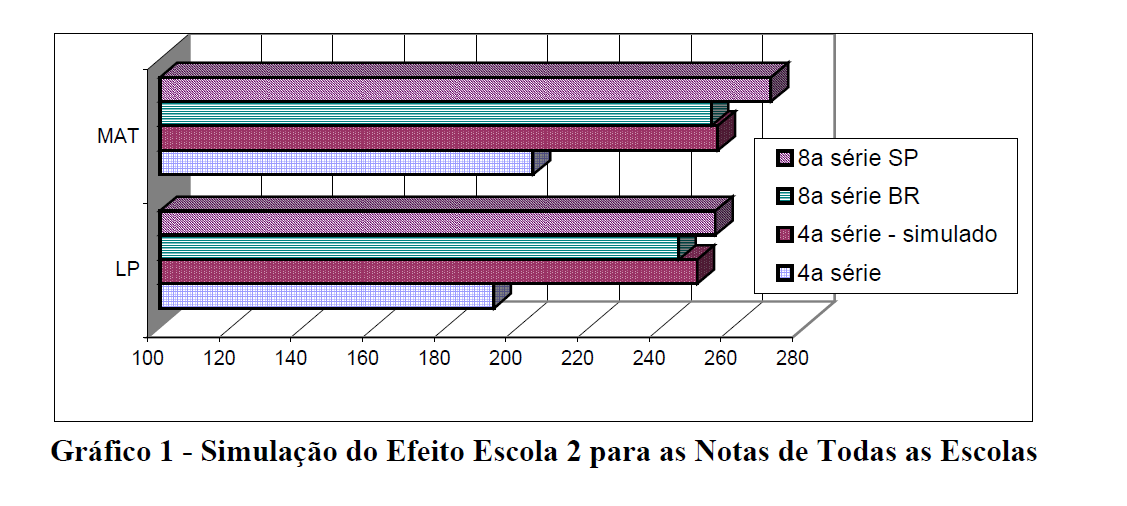 MAT
LP
8a série SP
8a série BR
4a série - simulado
4a série
100 120 140 160 180 200 220 240 260 280
Gráfico 1 - Simulação do Efeito Escola 2 para as Notas de Todas as Escolas